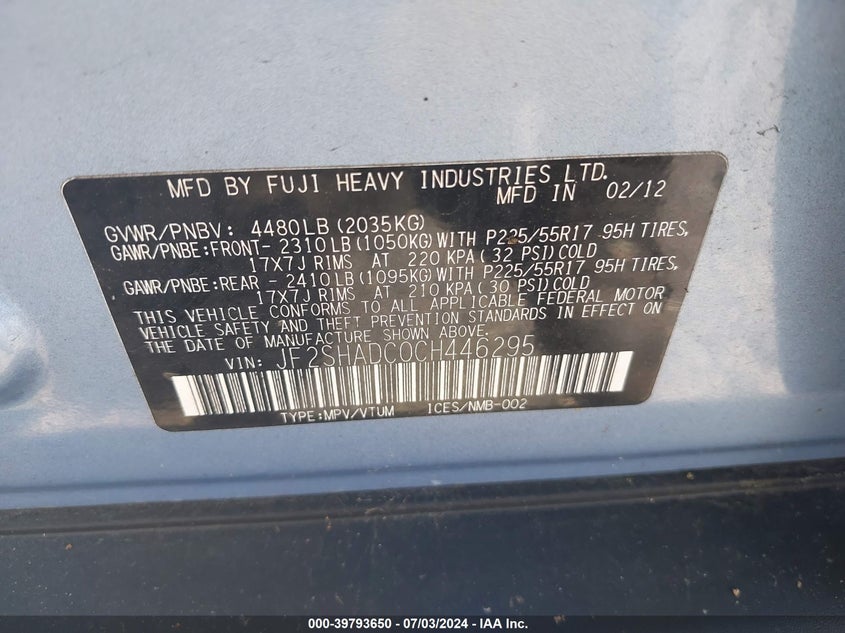 MFD BY FUJI HEAVY INDUSTRIES LTD.
MFD IN 02/12
GVWR/PNBV: 4480LB (2035KG)
GAWR/PNBE:FRONT- 2310LB(1050KG)WITH P225/55R17 95H TIRES,
17X7J RIMS AT 220 KPA( 32 PSI)COLD
GAWR/PNBE:REAR - 2410LB(1095KG)WITH P225/55R17 95H TIRES,
17X7J RIMS AT 210 KPA( 30 PSI)COLD
THIS VEHICLE CONFORMS TO ALL APPLICABLE FEDERAL MOTOR
VEHICLE SAFETY AND THEFT PREVENTION STANDARDS IN EFFECT ON
THE DATE OF MANUFACTURE SHOWN ABOVE.
VIN: JF2SHADC0CH446295
TYPE:MPV/VTUM ICES/NMB-002
000-39793650 - 07/03/2024 - IAA Inc.